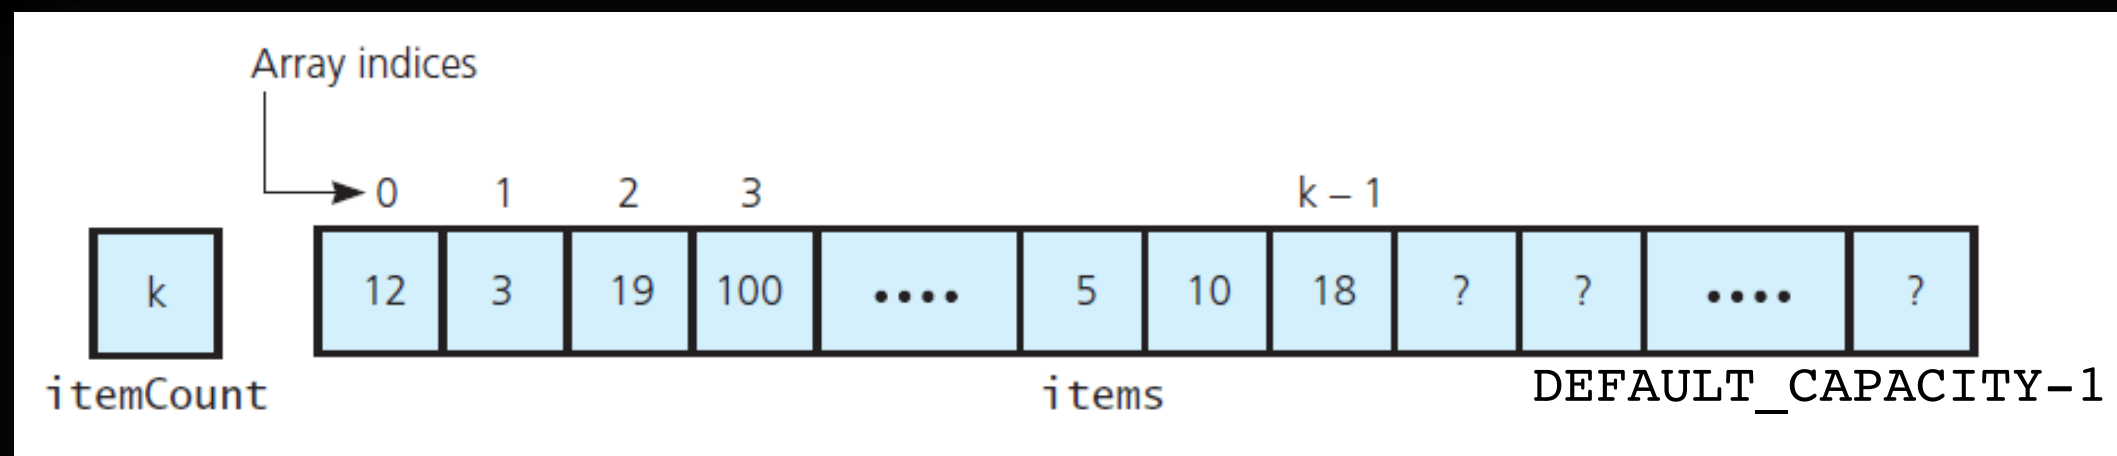 Array indices
0 1 2 3 k – 1
k 12 3 19 100 •••• 5 10 18 ? ? •••• ?
itemCount items DEFAULT_CAPACITY-1